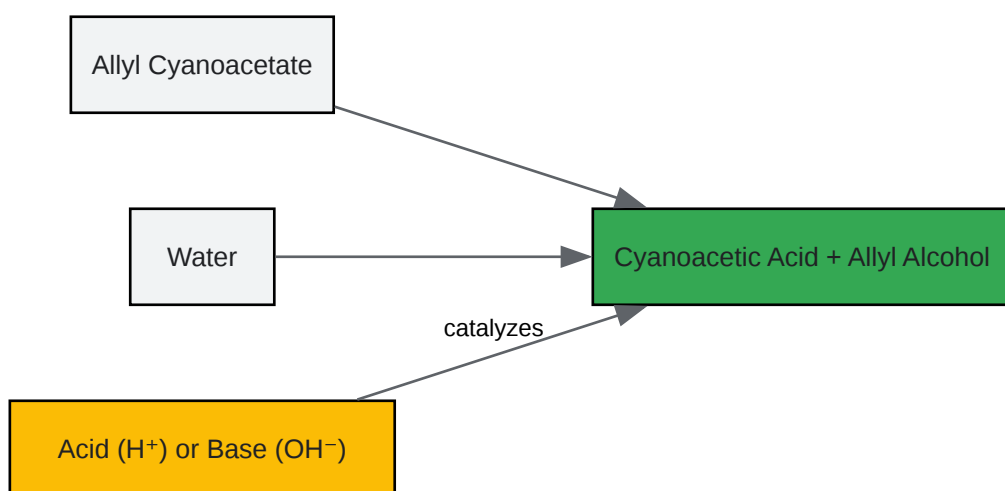 Allyl Cyanoacetate
Water
Cyanoacetic Acid + Allyl Alcohol
catalyzes
Acid (H⁺) or Base (OH⁻)